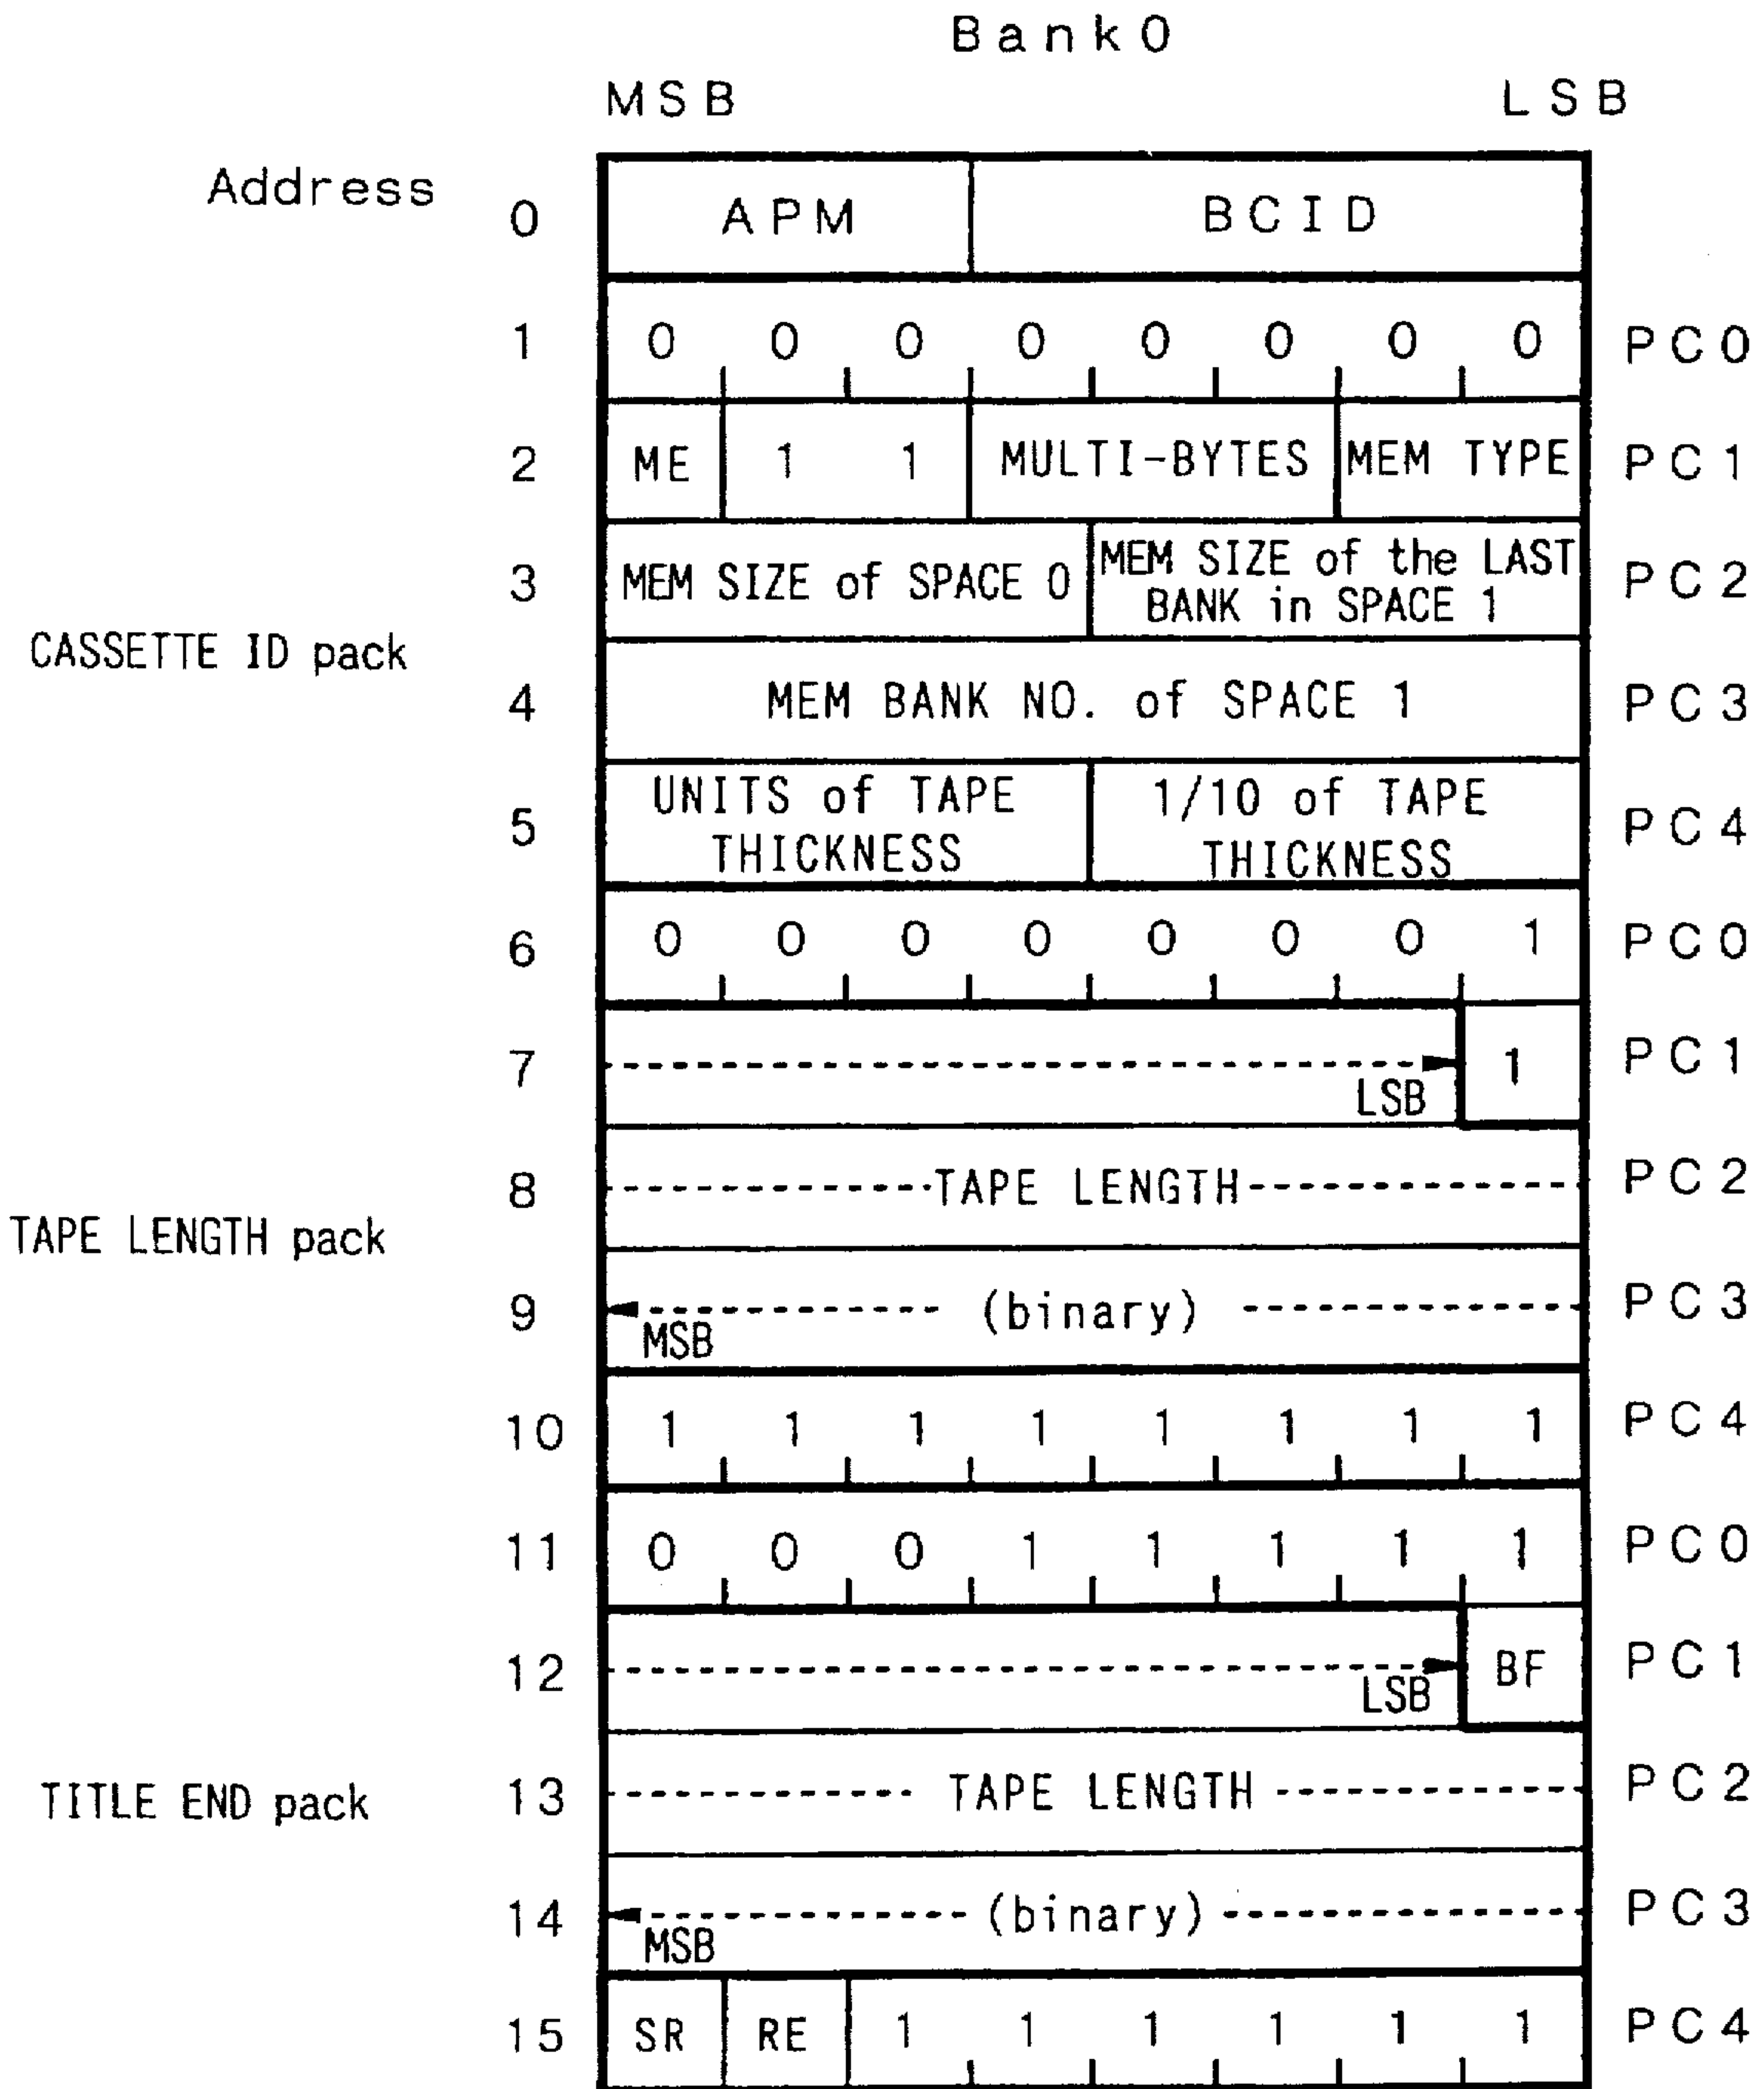 Bank0
MSB LSB
Address
0 APM BCID
1 0 0 0 0 0 0 0 0 PC0
2 ME 1 1 MULTI-BYTES MEM TYPE PC1
3 MEM SIZE of SPACE 0 MEM SIZE of the LAST BANK in SPACE 1 PC2
CASSETTE ID pack
4 MEM BANK NO. of SPACE 1 PC3
5 UNITS of TAPE THICKNESS 1/10 of TAPE THICKNESS PC4
6 0 0 0 0 0 0 0 1 PC0
7 LSB 1 PC1
8 TAPE LENGTH PC2
TAPE LENGTH pack
9 MSB (binary) PC3
10 1 1 1 1 1 1 1 1 PC4
11 0 0 0 1 1 1 1 1 PC0
12 LSB BF PC1
TITLE END pack
13 TAPE LENGTH PC2
14 MSB (binary) PC3
15 SR RE 1 1 1 1 1 1 PC4